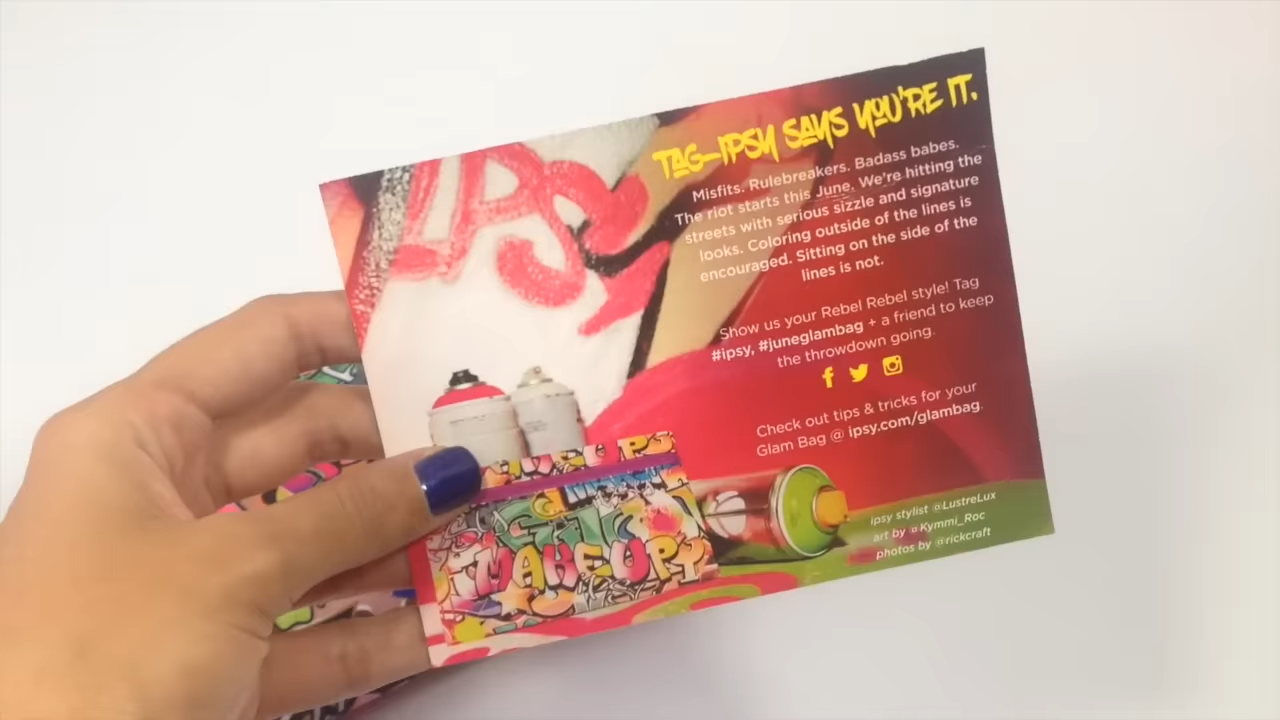 TAG-IPSY SAYS YOU'RE IT.
Misfits. Rulebreakers. Badass babes.
The riot starts this June. We're hitting the
streets with serious sizzle and signature
looks. Coloring outside of the lines is
encouraged. Sitting on the side of the
lines is not.
Show us your Rebel Rebel style! Tag
#ipsy, #juneglambag + a friend to keep
the throwdown going.
Check out tips & tricks for your
Glam Bag @ ipsy.com/glambag.
ipsy stylist @LustreLux
art by @Kymmi_Roc
photos by @rickcraft
IPSY
MAKEUP